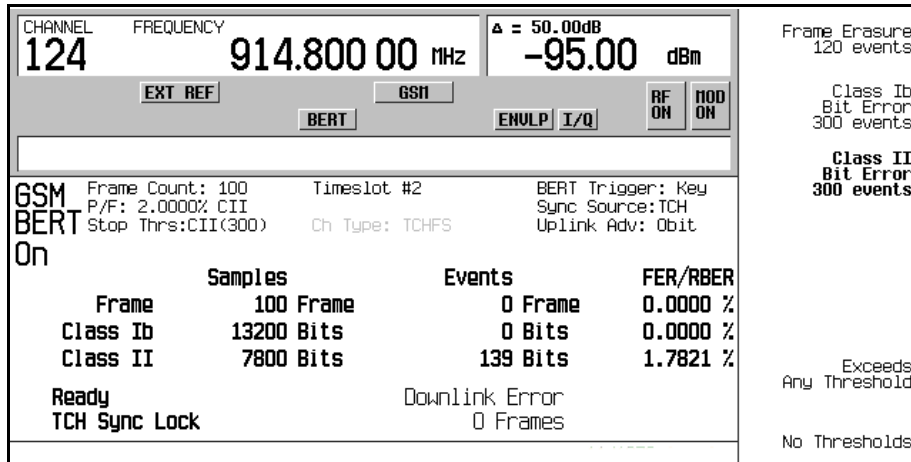 CHANNEL FREQUENCY Δ = 50.00dB
124 914.800 00 MHz -95.00 dBm
EXT REF GSM RF ON MOD ON
BERT ENVLP I/Q
GSM BERT On
Frame Count: 100 Timeslot #2 BERT Trigger: Key
P/F: 2.0000% CII Sync Source:TCH
Stop Thrs:CII(300) Ch Type: TCHFS Uplink Adv: 0bit
Samples Events FER/RBER
Frame 100 Frame 0 Frame 0.0000 %
Class Ib 13200 Bits 0 Bits 0.0000 %
Class II 7800 Bits 139 Bits 1.7821 %
Ready Downlink Error
TCH Sync Lock 0 Frames
Frame Erasure
120 events
Class Ib
Bit Error
300 events
Class II
Bit Error
300 events
Exceeds
Any Threshold
No Thresholds